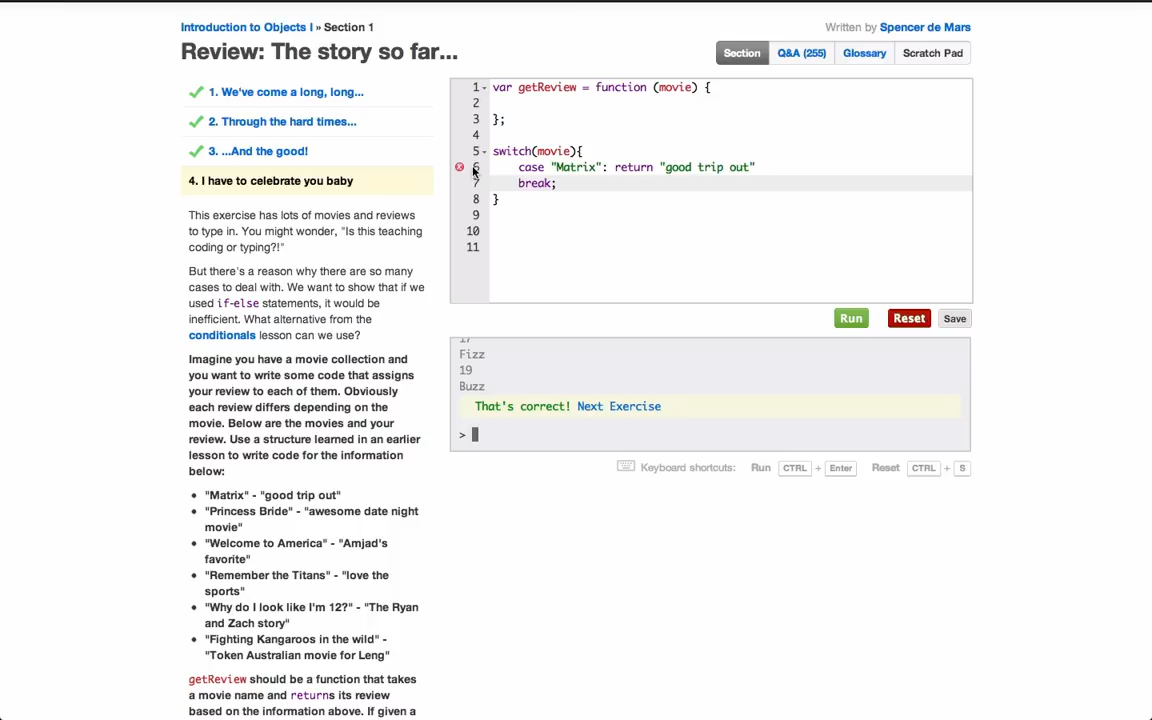 Introduction to Objects I » Section 1
Written by Spencer de Mars
Review: The story so far...
Section
Q&A (255)
Glossary
Scratch Pad
1. We've come a long, long...
2. Through the hard times...
3. ...And the good!
4. I have to celebrate you baby
This exercise has lots of movies and reviews
to type in. You might wonder, "Is this teaching
coding or typing?!"
But there's a reason why there are so many
cases to deal with. We want to show that if we
used if-else statements, it would be
inefficient. What alternative from the
conditionals lesson can we use?
Imagine you have a movie collection and
you want to write some code that assigns
your review to each of them. Obviously
each review differs depending on the
movie. Below are the movies and your
review. Use a structure learned in an earlier
lesson to write code for the information
below:
"Matrix" - "good trip out"
"Princess Bride" - "awesome date night
movie"
"Welcome to America" - "Amjad's
favorite"
"Remember the Titans" - "love the
sports"
"Why do I look like I'm 12?" - "The Ryan
and Zach story"
"Fighting Kangaroos in the wild" -
"Token Australian movie for Leng"
getReview should be a function that takes
a movie name and returns its review
based on the information above. If given a
1 var getReview = function (movie) {
2
3 };
4
5 switch(movie){
6 case "Matrix": return "good trip out"
7 break;
8 }
9
10
11
Run
Reset
Save
17
Fizz
19
Buzz
That's correct! Next Exercise
>
Keyboard shortcuts: Run CTRL + Enter Reset CTRL + S